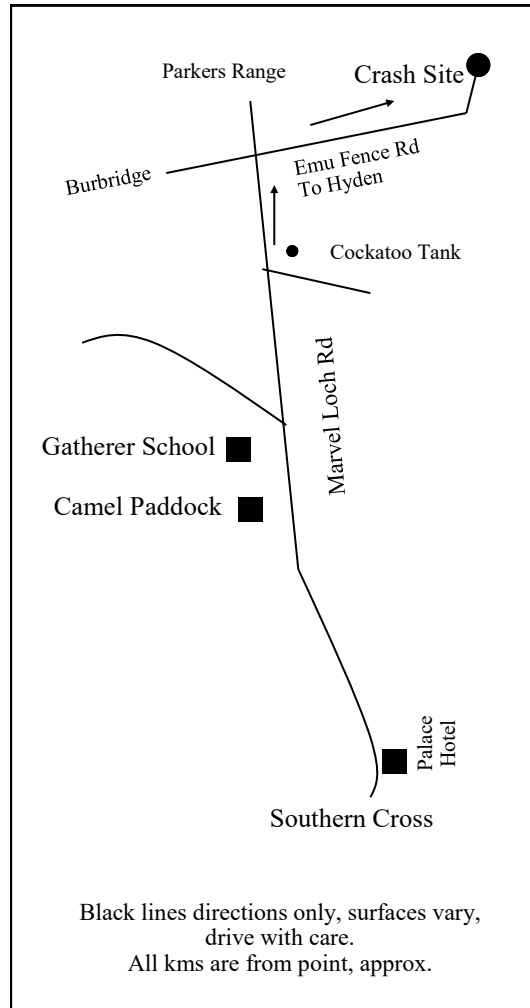 Parkers Range
Crash Site
Burbridge
Emu Fence Rd
To Hyden
Cockatoo Tank
Marvel Loch Rd
Gatherer School
Camel Paddock
Palace
Hotel
Southern Cross
Black lines directions only, surfaces vary,
drive with care.
All kms are from point, approx.